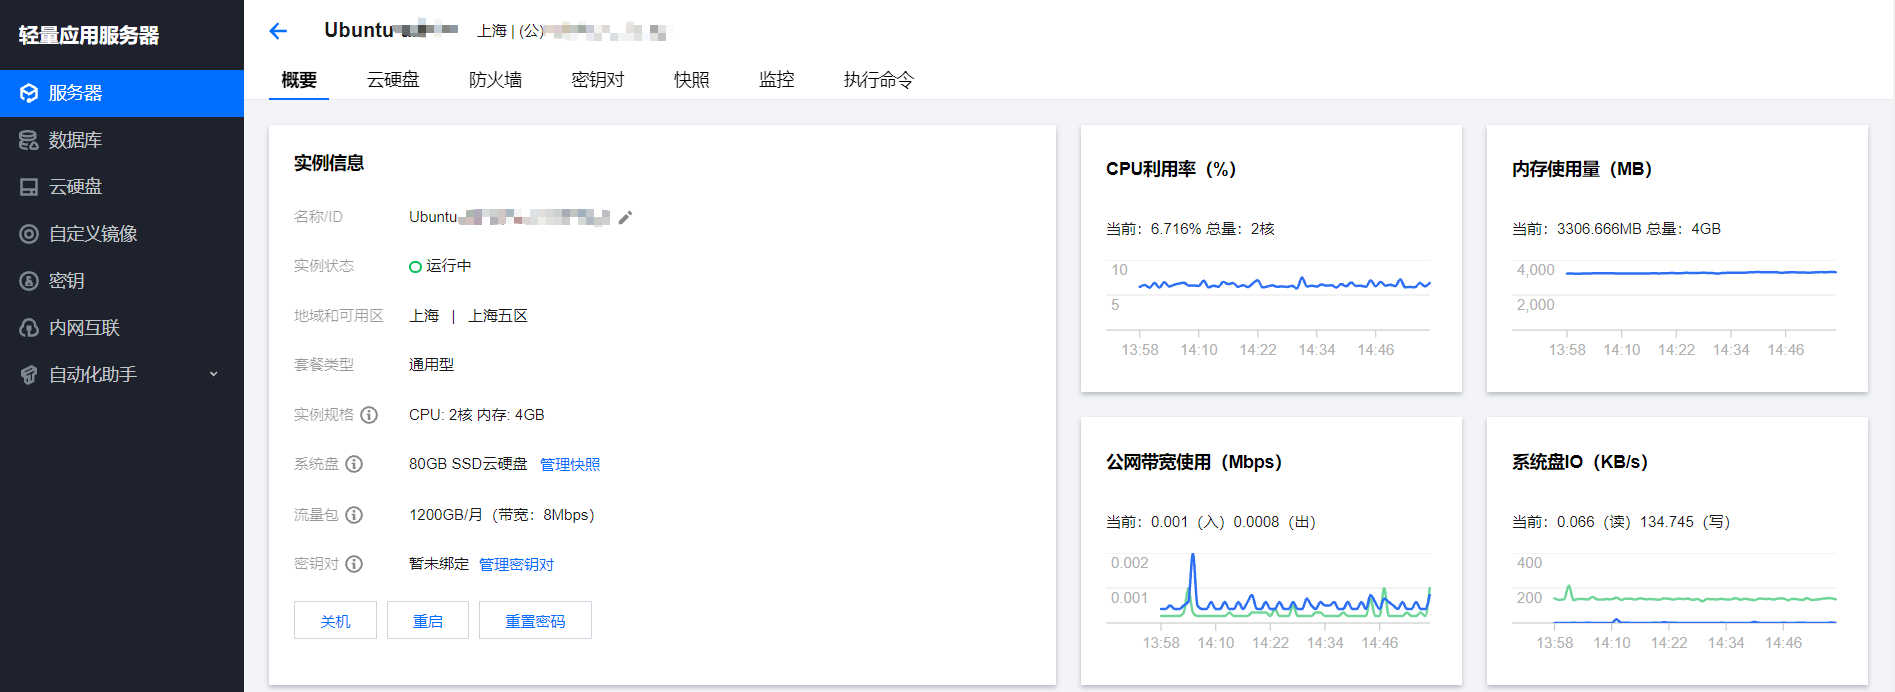 轻量应用服务器
服务器
数据库
云硬盘
自定义镜像
密钥
内网互联
自动化助手
Ubuntu
上海 | (公)
概要 云硬盘 防火墙 密钥对 快照 监控 执行命令
实例信息
名称/ID Ubuntu
实例状态 运行中
地域和可用区 上海 | 上海五区
套餐类型 通用型
实例规格 CPU: 2核 内存: 4GB
系统盘 80GB SSD云硬盘 管理快照
流量包 1200GB/月（带宽：8Mbps）
密钥对 暂未绑定 管理密钥对
关机 重启 重置密码
CPU利用率（%）
当前：6.716% 总量：2核
10
5
13:58 14:10 14:22 14:34 14:46
内存使用量（MB）
当前：3306.666MB 总量：4GB
4,000
2,000
13:58 14:10 14:22 14:34 14:46
公网带宽使用（Mbps）
当前：0.001（入）0.0008（出）
0.002
0.001
13:58 14:10 14:22 14:34 14:46
系统盘IO（KB/s）
当前：0.066（读）134.745（写）
400
200
13:58 14:10 14:22 14:34 14:46